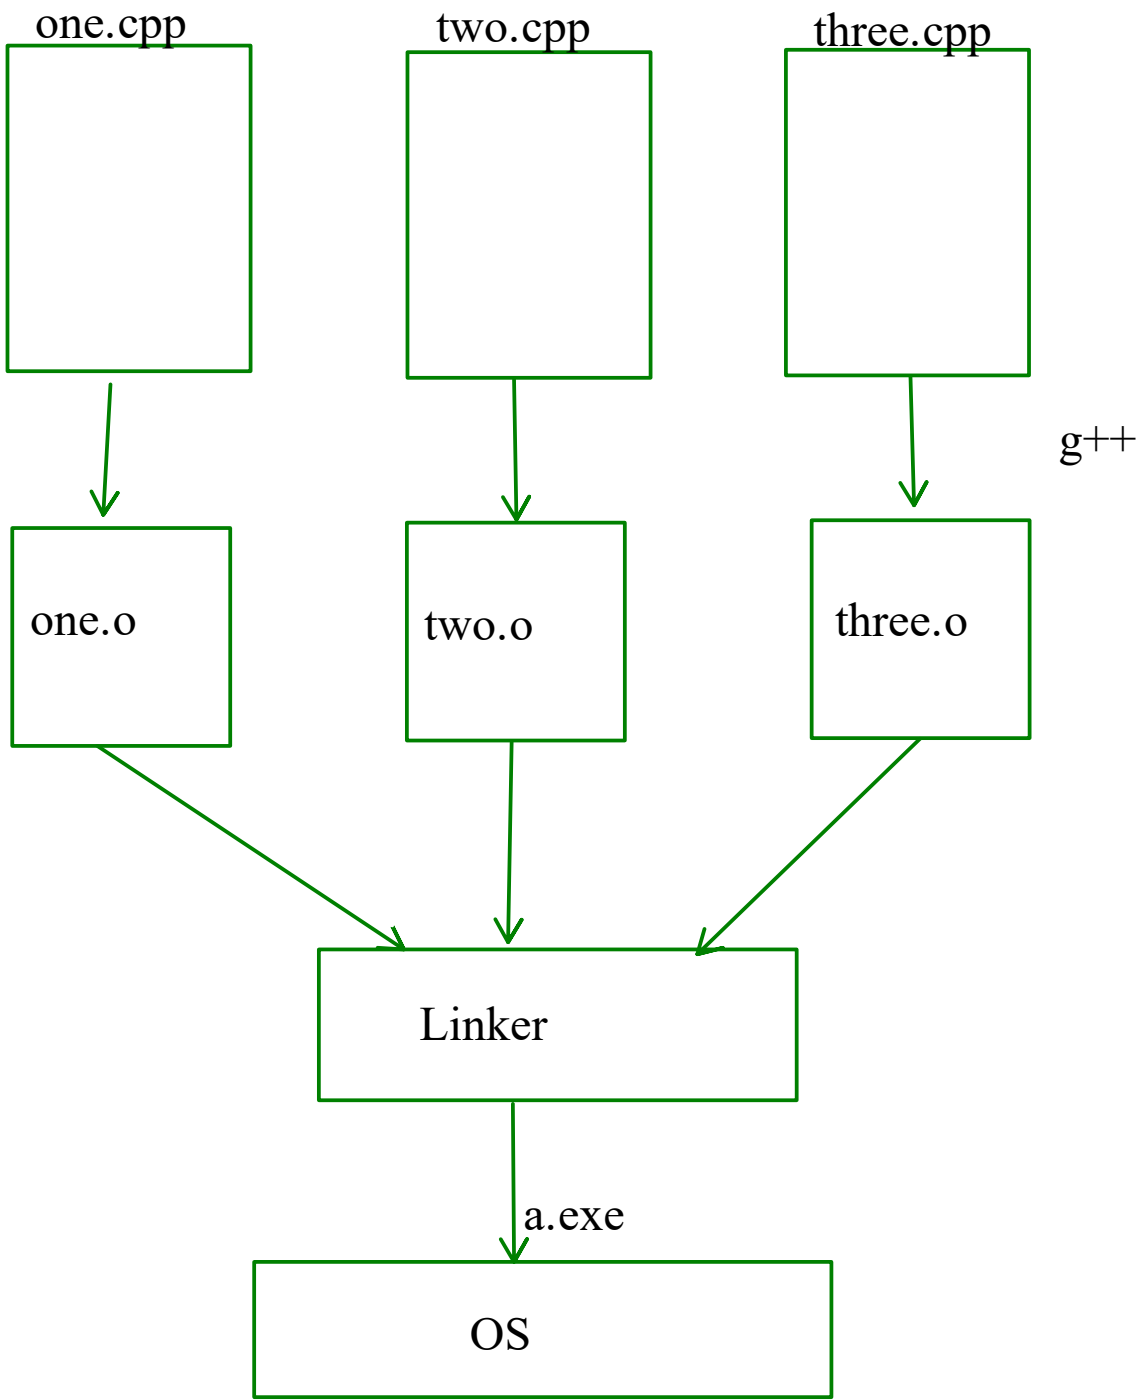 one.cpp
two.cpp
three.cpp
g++
one.o
two.o
three.o
Linker
a.exe
OS